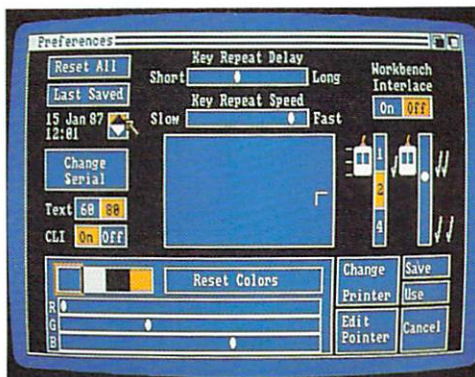 Preferences
Reset All
Last Saved
15 Jan 87
12:01
Change
Serial
Text 60 80
CLI On Off
Key Repeat Delay
Short Long
Key Repeat Speed
Slow Fast
Workbench
Interlace
On Off
1
2
4
Reset Colors
R
G
B
Change
Printer
Save
Use
Edit
Pointer
Cancel